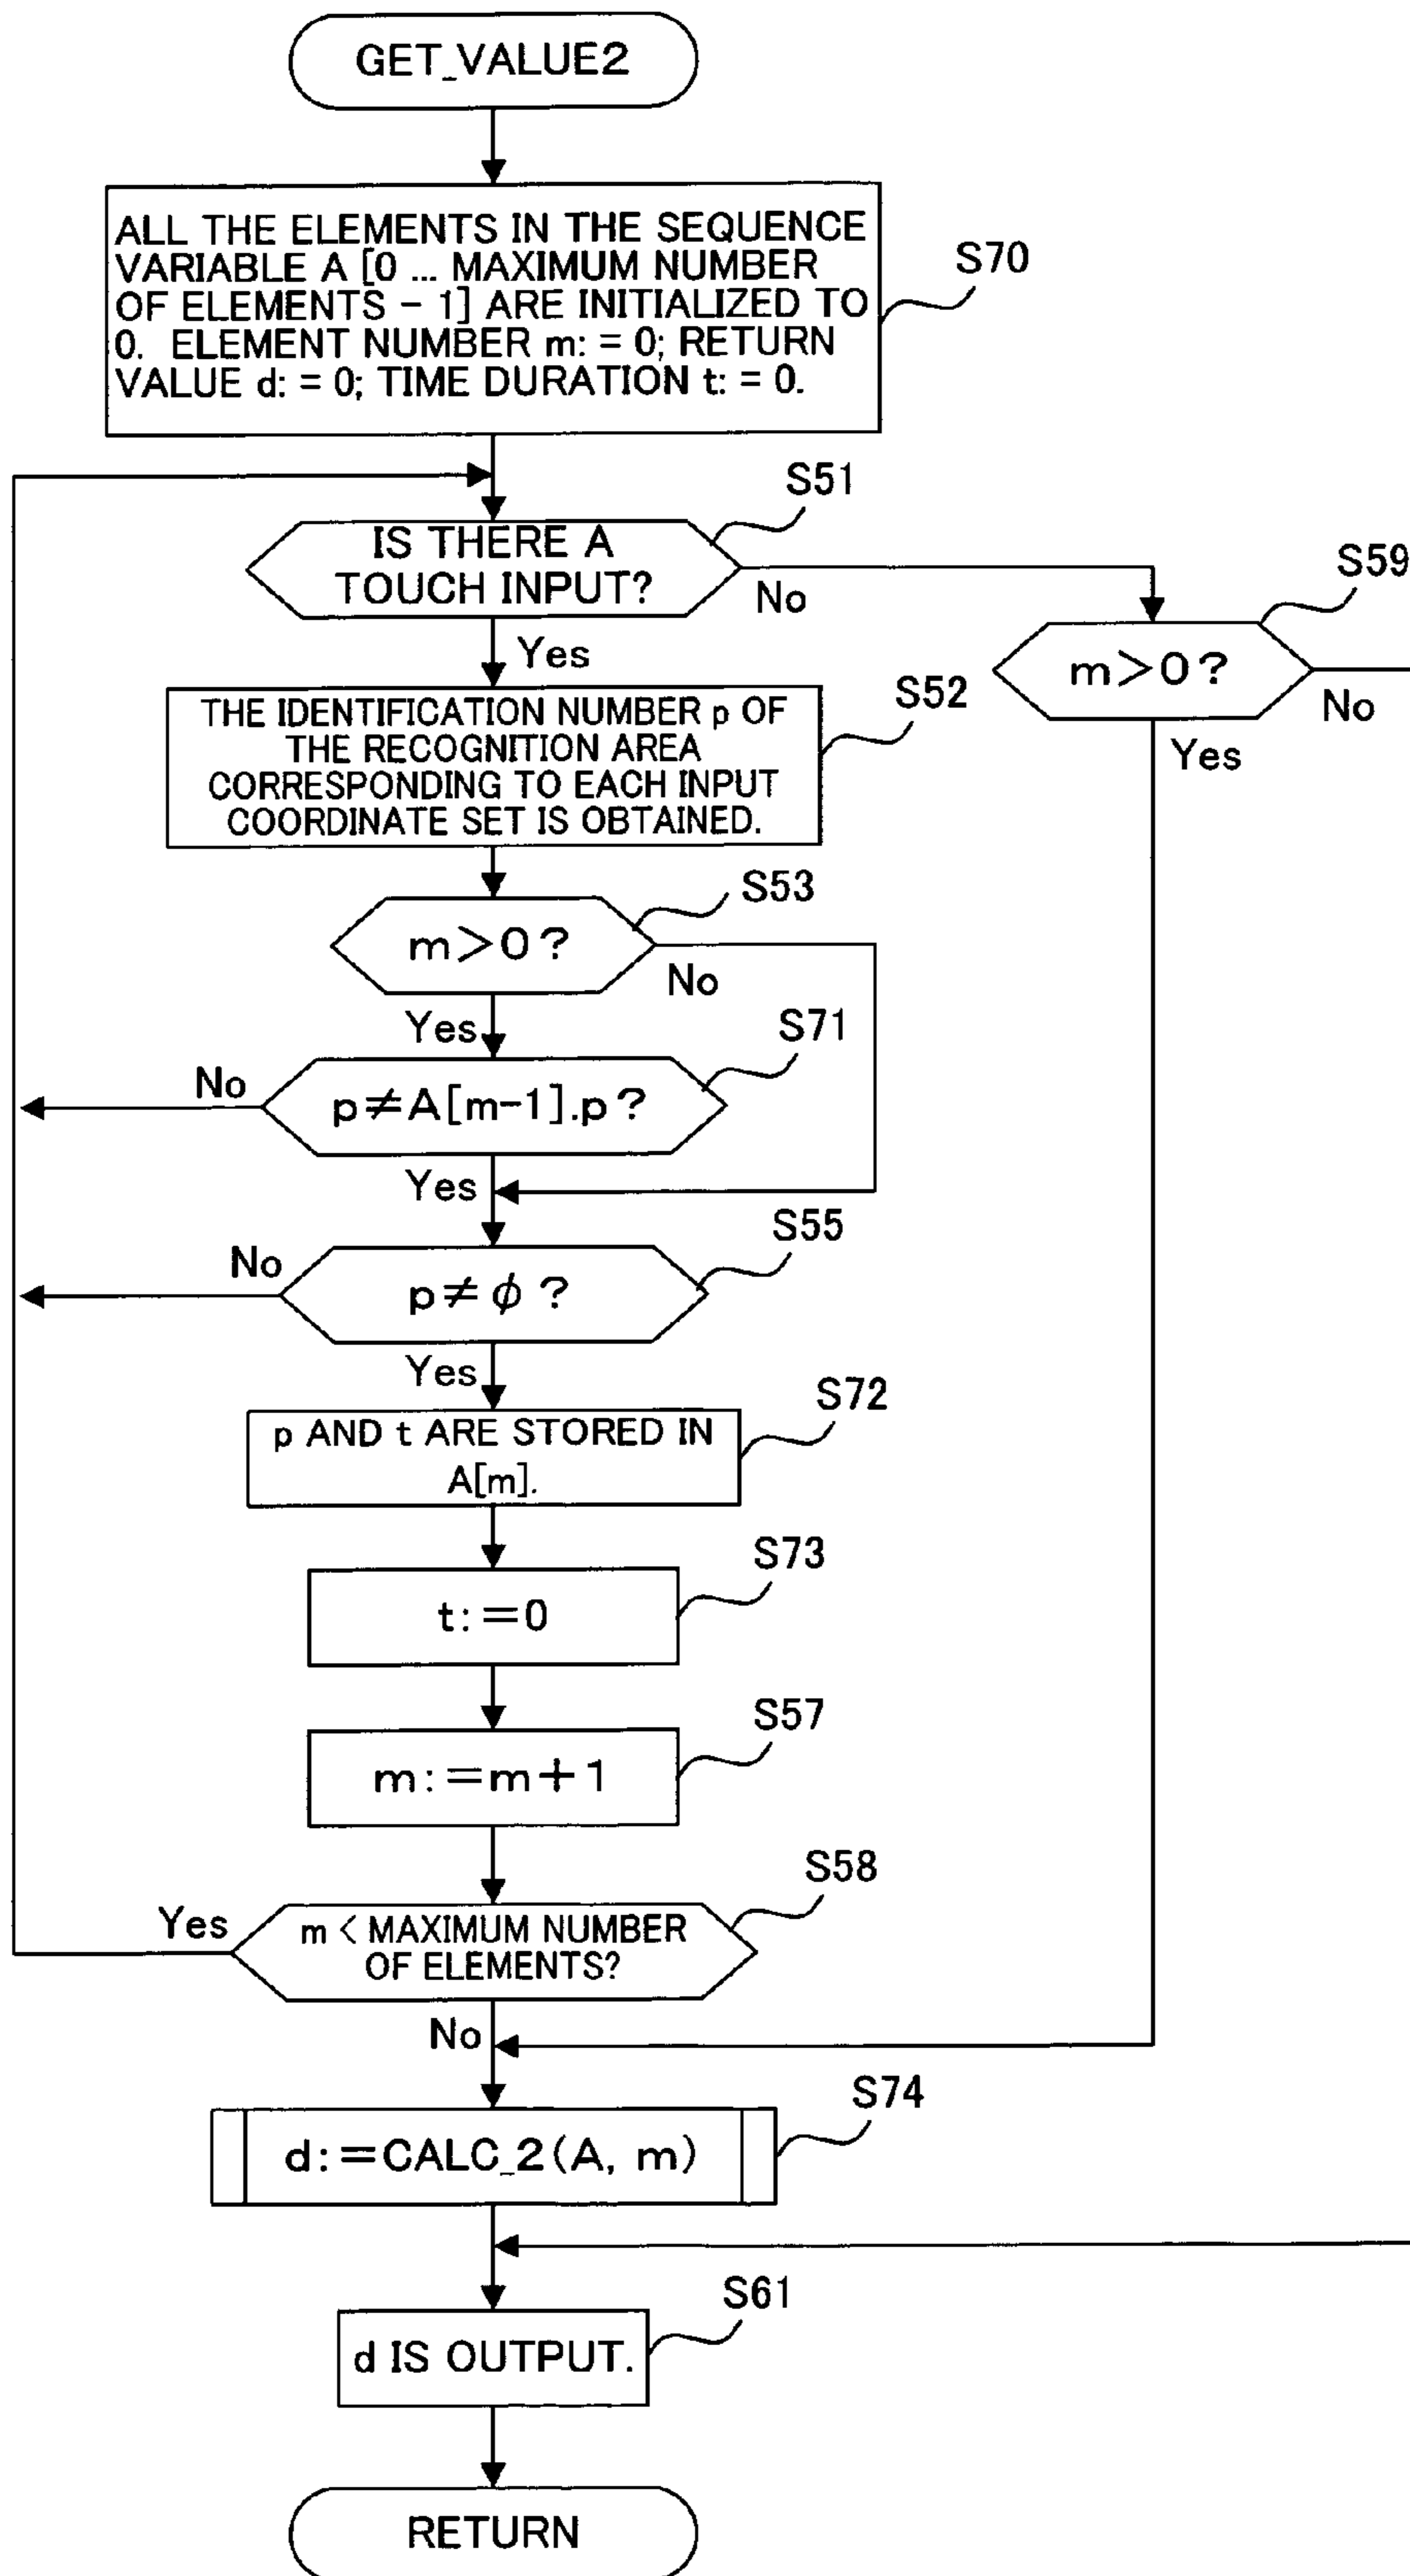 GET_VALUE2
ALL THE ELEMENTS IN THE SEQUENCE
VARIABLE A [0 ... MAXIMUM NUMBER
OF ELEMENTS - 1] ARE INITIALIZED TO
0. ELEMENT NUMBER m: = 0; RETURN
VALUE d: = 0; TIME DURATION t: = 0.
S70
S51
IS THERE A
TOUCH INPUT?
No
Yes
S59
m>0?
No
Yes
S52
THE IDENTIFICATION NUMBER p OF
THE RECOGNITION AREA
CORRESPONDING TO EACH INPUT
COORDINATE SET IS OBTAINED.
S53
m>0?
No
Yes
S71
No
p≠A[m-1].p?
Yes
S55
No
p≠φ?
Yes
S72
p AND t ARE STORED IN
A[m].
S73
t:=0
S57
m:=m+1
S58
Yes
m < MAXIMUM NUMBER
OF ELEMENTS?
No
S74
d:=CALC_2(A, m)
S61
d IS OUTPUT.
RETURN